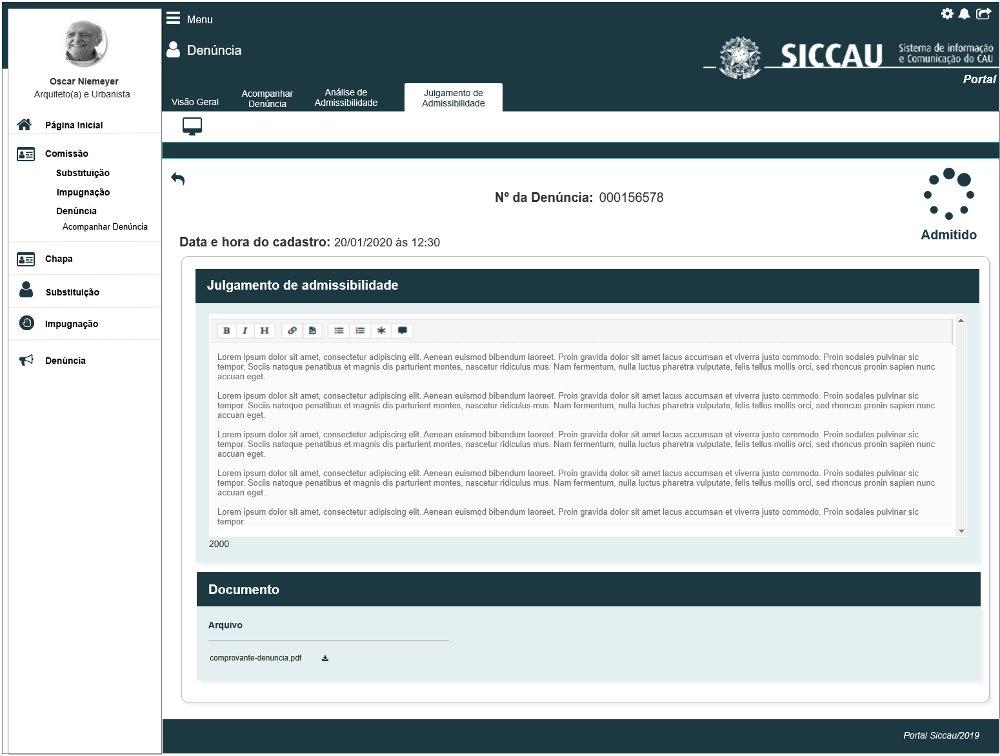 Oscar Niemeyer
Arquiteto(a) e Urbanista
Página Inicial
Comissão
Substituição
Impugnação
Denúncia
Acompanhar Denúncia
Chapa
Substituição
Impugnação
Denúncia
Menu
Denúncia
SICCAU
Sistema de informação
e Comunicação do CAU
Portal
Visão Geral
Acompanhar
Denúncia
Análise de
Admissibilidade
Julgamento de
Admissibilidade
Nº da Denúncia: 000156578
Admitido
Data e hora do cadastro: 20/01/2020 às 12:30
Julgamento de admissibilidade
B I H
Lorem ipsum dolor sit amet, consectetur adipiscing elit. Aenean euismod bibendum laoreet. Proin gravida dolor sit amet lacus accumsan et viverra justo commodo. Proin sodales pulvinar sic
tempor. Sociis natoque penatibus et magnis dis parturient montes, nascetur ridiculus mus. Nam fermentum, nulla luctus pharetra vulputate, felis tellus mollis orci, sed rhoncus pronin sapien nunc
accuan eget.
Lorem ipsum dolor sit amet, consectetur adipiscing elit. Aenean euismod bibendum laoreet. Proin gravida dolor sit amet lacus accumsan et viverra justo commodo. Proin sodales pulvinar sic
tempor. Sociis natoque penatibus et magnis dis parturient montes, nascetur ridiculus mus. Nam fermentum, nulla luctus pharetra vulputate, felis tellus mollis orci, sed rhoncus pronin sapien nunc
accuan eget.
Lorem ipsum dolor sit amet, consectetur adipiscing elit. Aenean euismod bibendum laoreet. Proin gravida dolor sit amet lacus accumsan et viverra justo commodo. Proin sodales pulvinar sic
tempor. Sociis natoque penatibus et magnis dis parturient montes, nascetur ridiculus mus. Nam fermentum, nulla luctus pharetra vulputate, felis tellus mollis orci, sed rhoncus pronin sapien nunc
accuan eget.
Lorem ipsum dolor sit amet, consectetur adipiscing elit. Aenean euismod bibendum laoreet. Proin gravida dolor sit amet lacus accumsan et viverra justo commodo. Proin sodales pulvinar sic
tempor. Sociis natoque penatibus et magnis dis parturient montes, nascetur ridiculus mus. Nam fermentum, nulla luctus pharetra vulputate, felis tellus mollis orci, sed rhoncus pronin sapien nunc
accuan eget.
Lorem ipsum dolor sit amet, consectetur adipiscing elit. Aenean euismod bibendum laoreet. Proin gravida dolor sit amet lacus accumsan et viverra justo commodo. Proin sodales pulvinar sic
tempor.
2000
Documento
Arquivo
comprovante-denuncia.pdf
Portal Siccau/2019